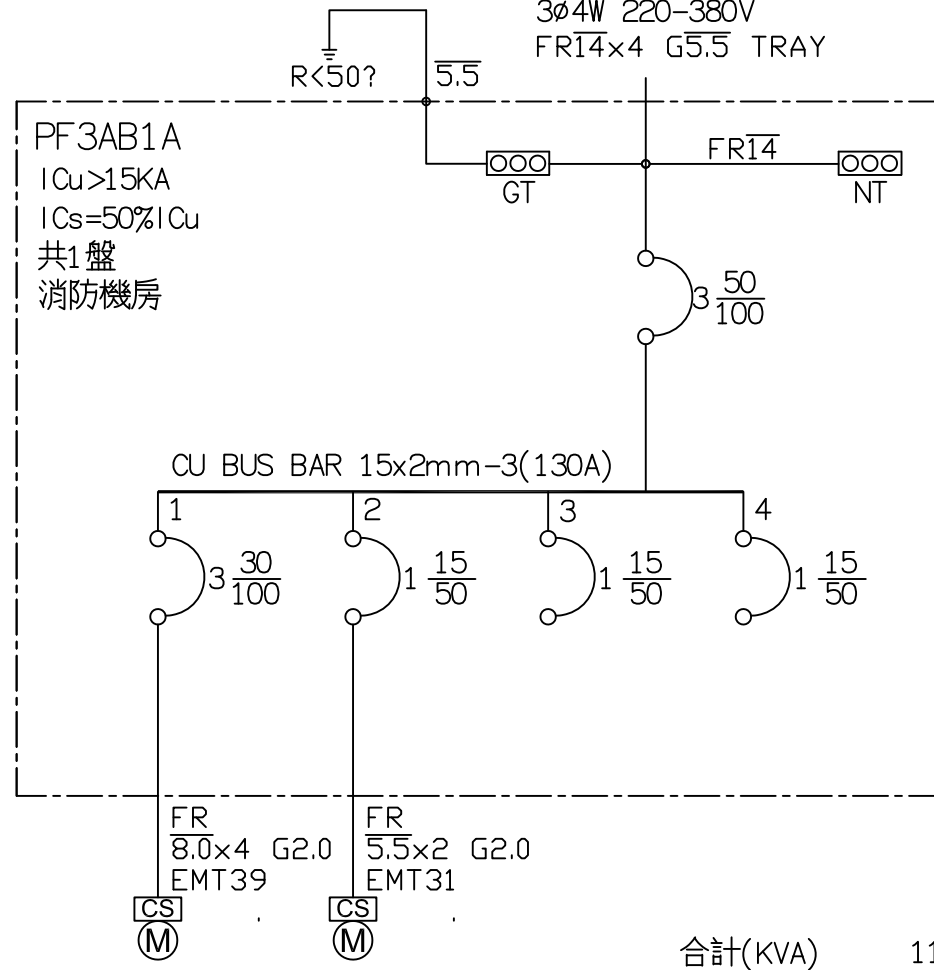 3ø4W 220-380V
FR14x4 G5.5 TRAY
R<50?
5.5
PF3AB1A
ICu>15KA
ICs=50%ICu
共1盤
消防機房
GT
FR14
NT
3 50/100
CU BUS BAR 15x2mm-3(130A)
1 2 3 4
3 30/100
1 15/50
1 15/50
1 15/50
FR
8.0x4 G2.0
EMT39
FR
5.5x2 G2.0
EMT31
CS
M
CS
M
合計(KVA) 11